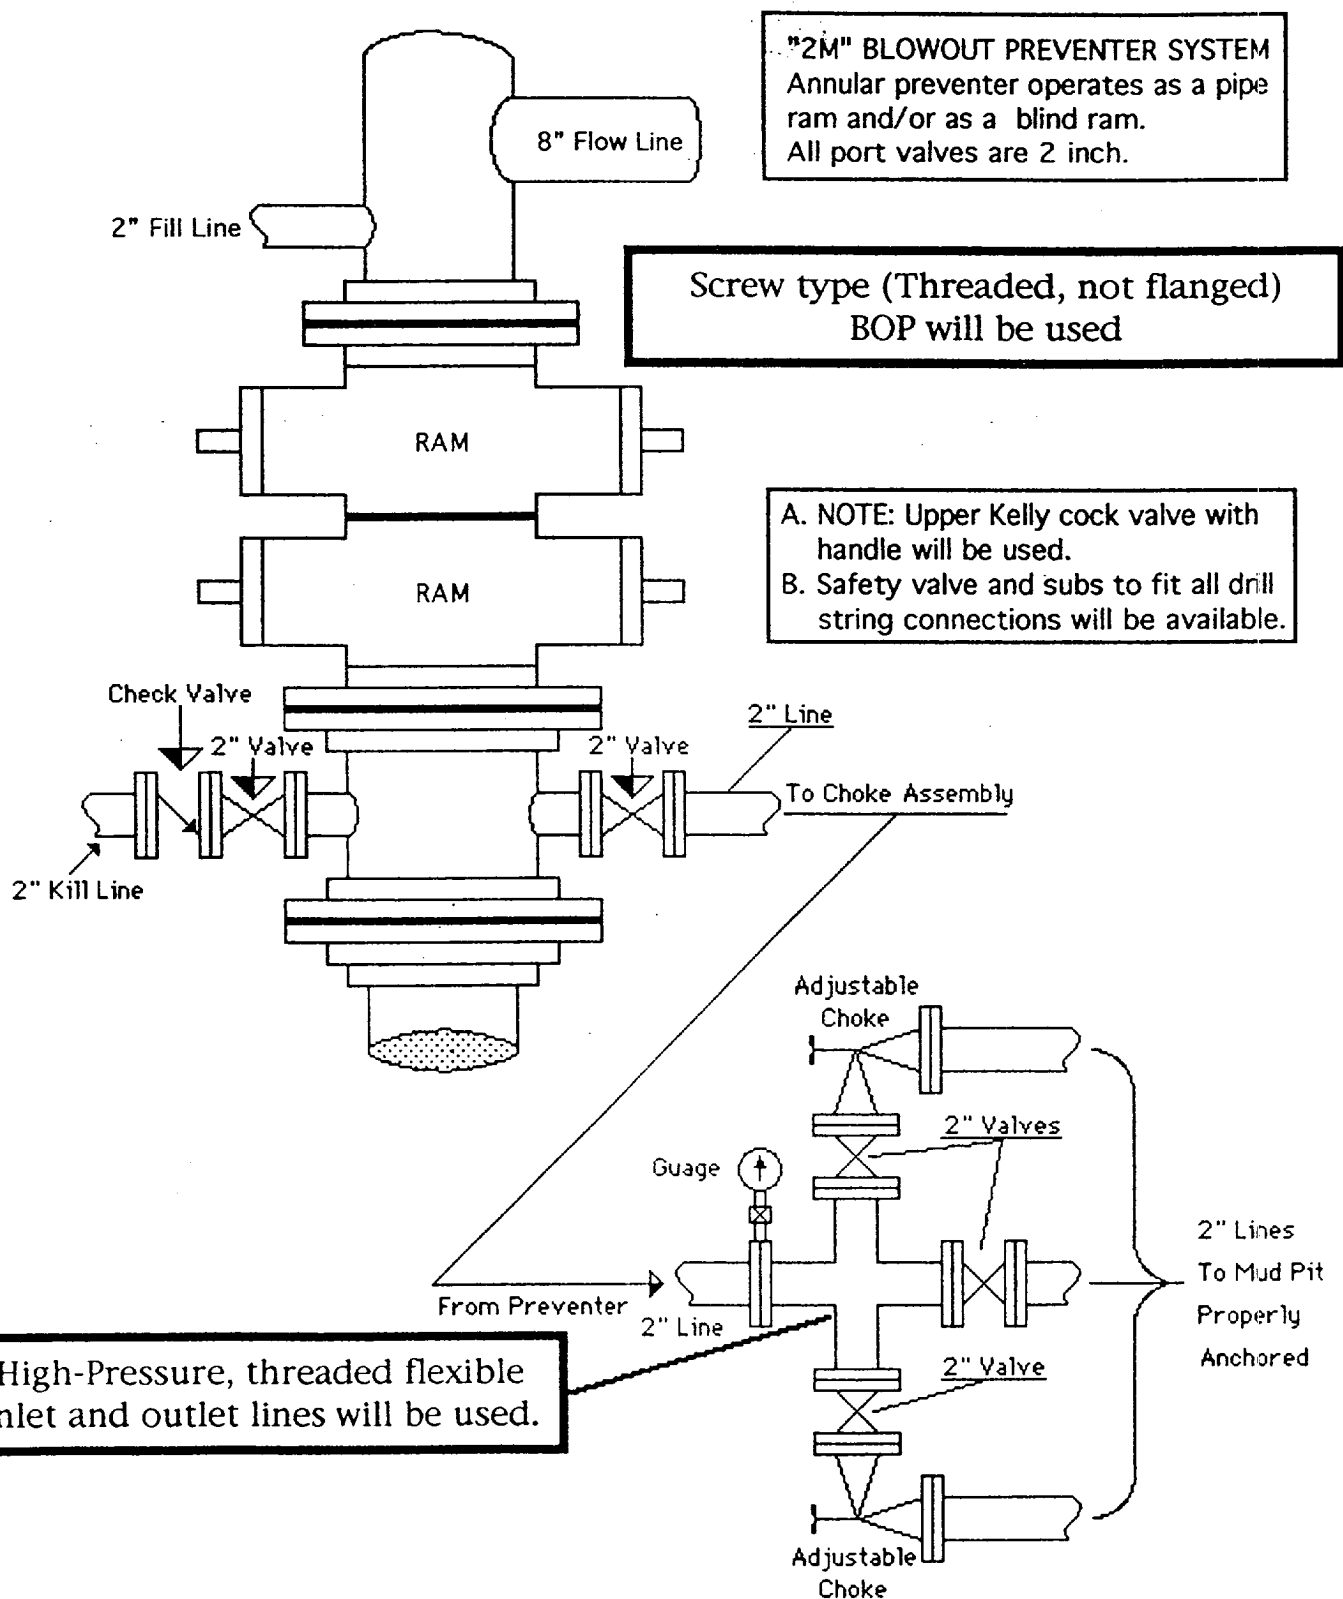 "2M" BLOWOUT PREVENTER SYSTEM
Annular preventer operates as a pipe
ram and/or as a blind ram.
All port valves are 2 inch.
8" Flow Line
2" Fill Line
Screw type (Threaded, not flanged)
BOP will be used
RAM
A. NOTE: Upper Kelly cock valve with
handle will be used.
B. Safety valve and subs to fit all drill
string connections will be available.
RAM
Check Valve
2" Valve
2" Valve
2" Line
To Choke Assembly
2" Kill Line
Adjustable
Choke
2" Valves
Guage
2" Lines
To Mud Pit
Properly
Anchored
From Preventer
2" Line
High-Pressure, threaded flexible
nlet and outlet lines will be used.
2" Valve
Adjustable
Choke